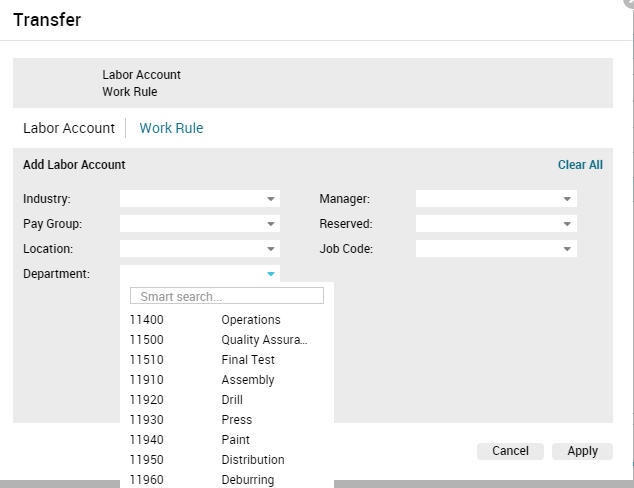 Transfer
Labor Account
Work Rule
Labor Account Work Rule
Add Labor Account Clear All
Industry: Manager:
Pay Group: Reserved:
Location: Job Code:
Department:
Smart search...
11400 Operations
11500 Quality Assura...
11510 Final Test
11910 Assembly
11920 Drill
11930 Press
11940 Paint
11950 Distribution
11960 Deburring
Cancel Apply